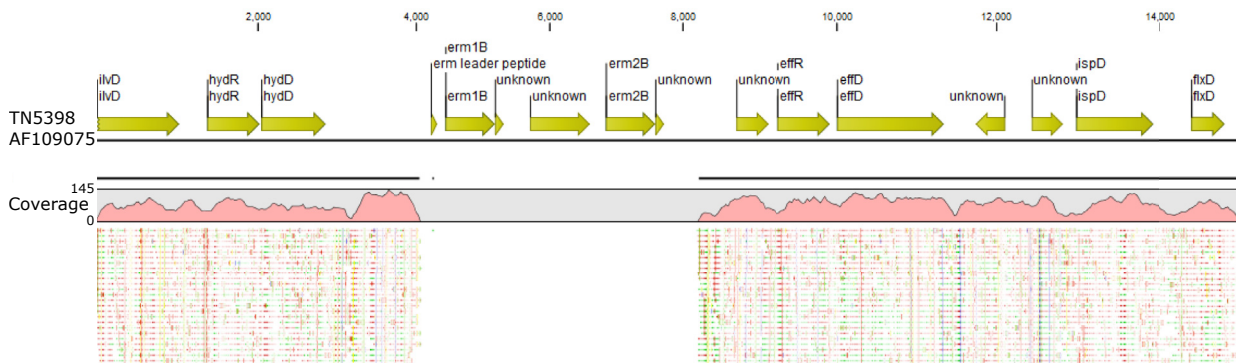 2,000 4,000 6,000 8,000 10,000 12,000 14,000
erm1B
ilvD hydR hydD erm leader peptide erm2B effR ispD
unknown unknown unknown unknown flxD
ilvD hydR hydD erm1B unknown erm2B effR effD unknown ispD flxD
effD
TN5398
AF109075
145
Coverage
0